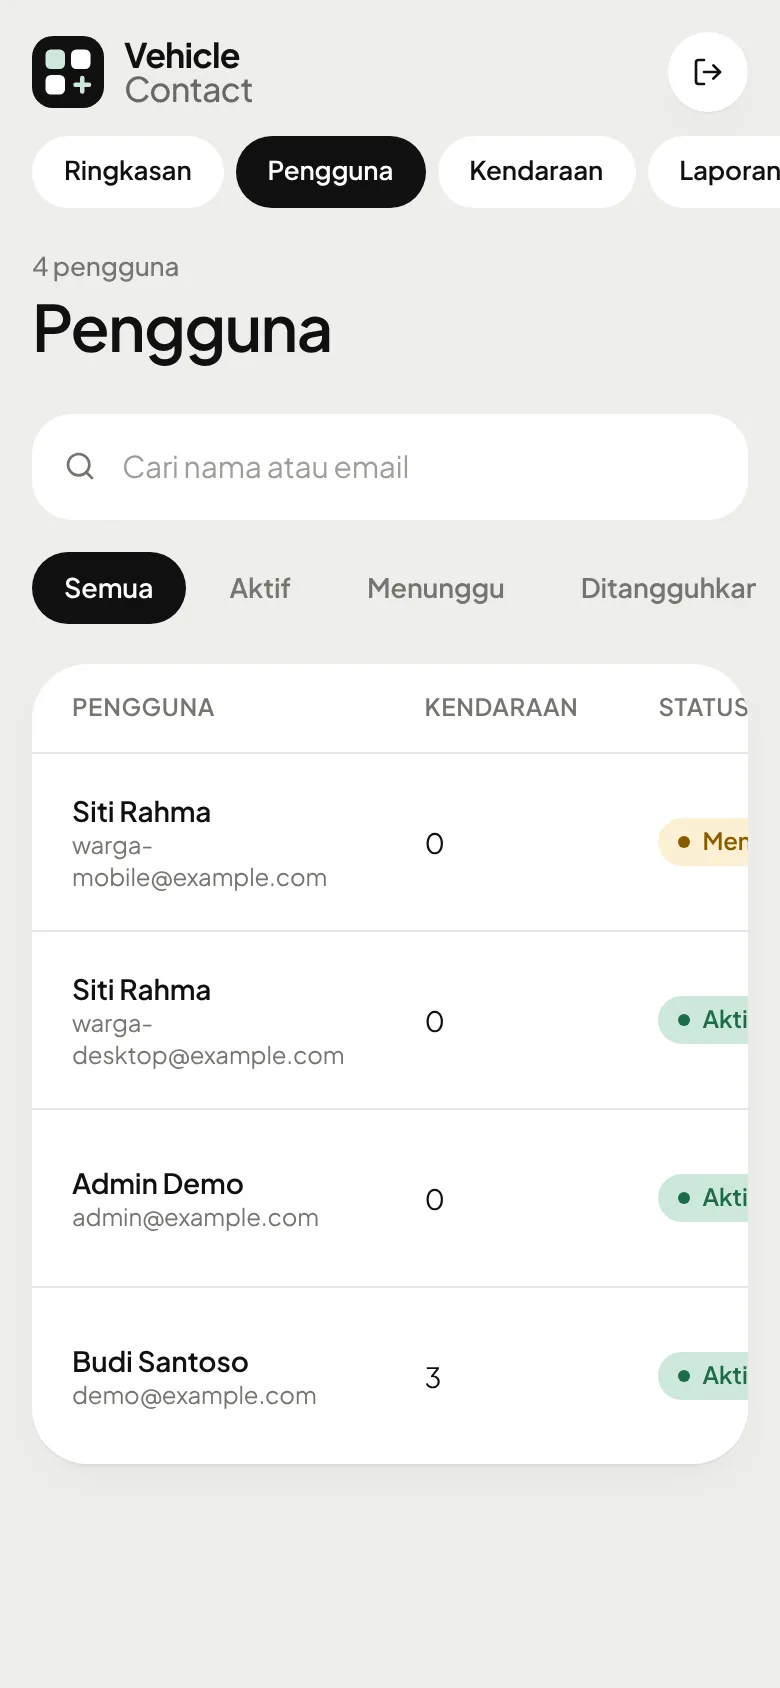 Vehicle
Contact
Ringkasan
Pengguna
Kendaraan
Laporan
4 pengguna
Pengguna
Cari nama atau email
Semua
Aktif
Menunggu
Ditangguhkan
PENGGUNA
KENDARAAN
STATUS
Siti Rahma
warga-
mobile@example.com
0
Men
Siti Rahma
warga-
desktop@example.com
0
Akti
Admin Demo
admin@example.com
0
Akti
Budi Santoso
demo@example.com
3
Akti